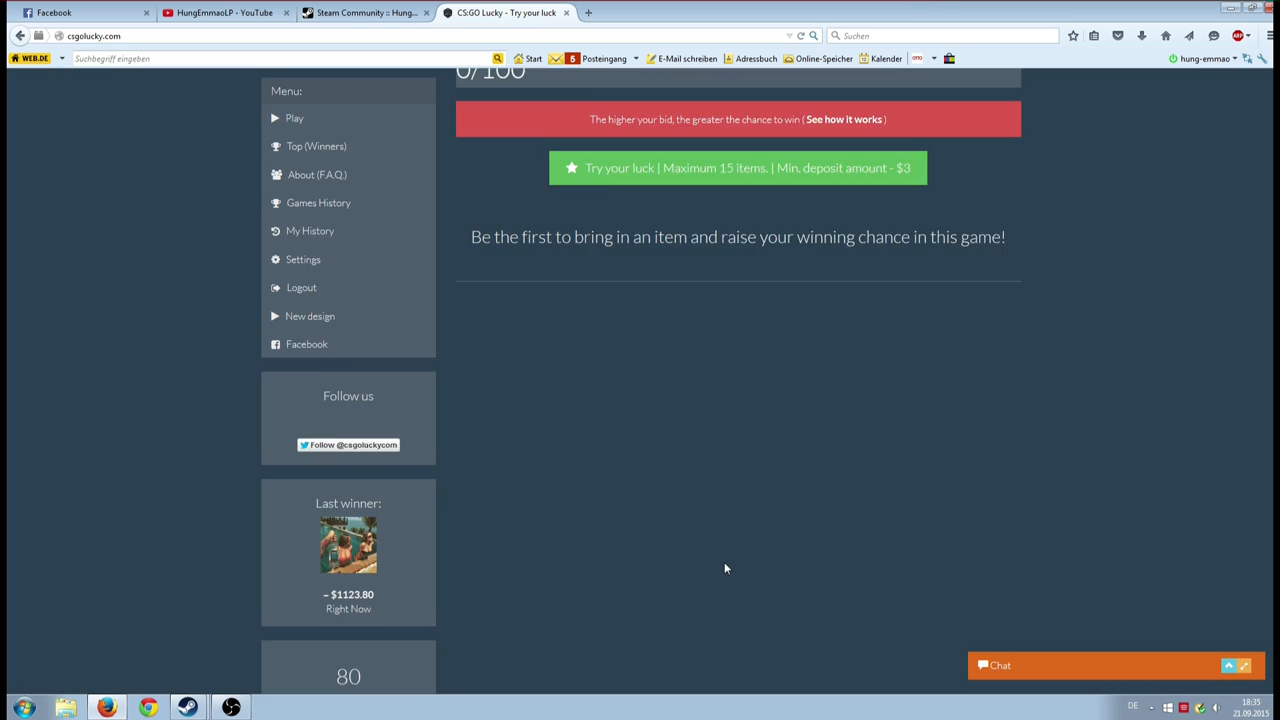 Facebook
HungEmmaoLP - YouTube
Steam Community :: Hung...
CS:GO Lucky - Try your luck
csgolucky.com
Suchen
WEB.DE
Suchbegriff eingeben
Start
5 Posteingang
E-Mail schreiben
Adressbuch
Online-Speicher
Kalender
hung-emmao
0/100
Menu:
Play
Top (Winners)
About (F.A.Q.)
Games History
My History
Settings
Logout
New design
Facebook
The higher your bid, the greater the chance to win ( See how it works )
Try your luck | Maximum 15 items. | Min. deposit amount - $3
Be the first to bring in an item and raise your winning chance in this game!
Follow us
Follow @csgoluckycom
Last winner:
~ $1123.80
Right Now
80
Chat
DE
18:35
21.09.2015